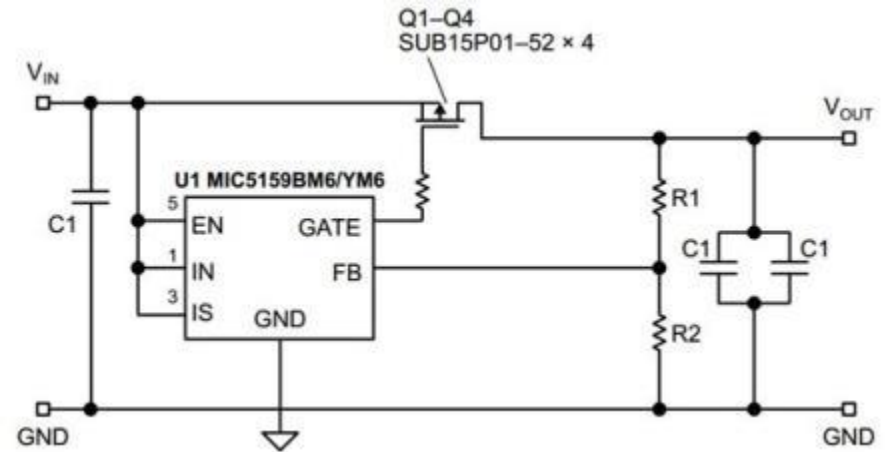 Q1–Q4
SUB15P01–52 × 4
VIN
VOUT
U1 MIC5159BM6/YM6
5
EN
GATE
R1
C1
1
IN
FB
C1
C1
3
IS
GND
R2
GND
GND